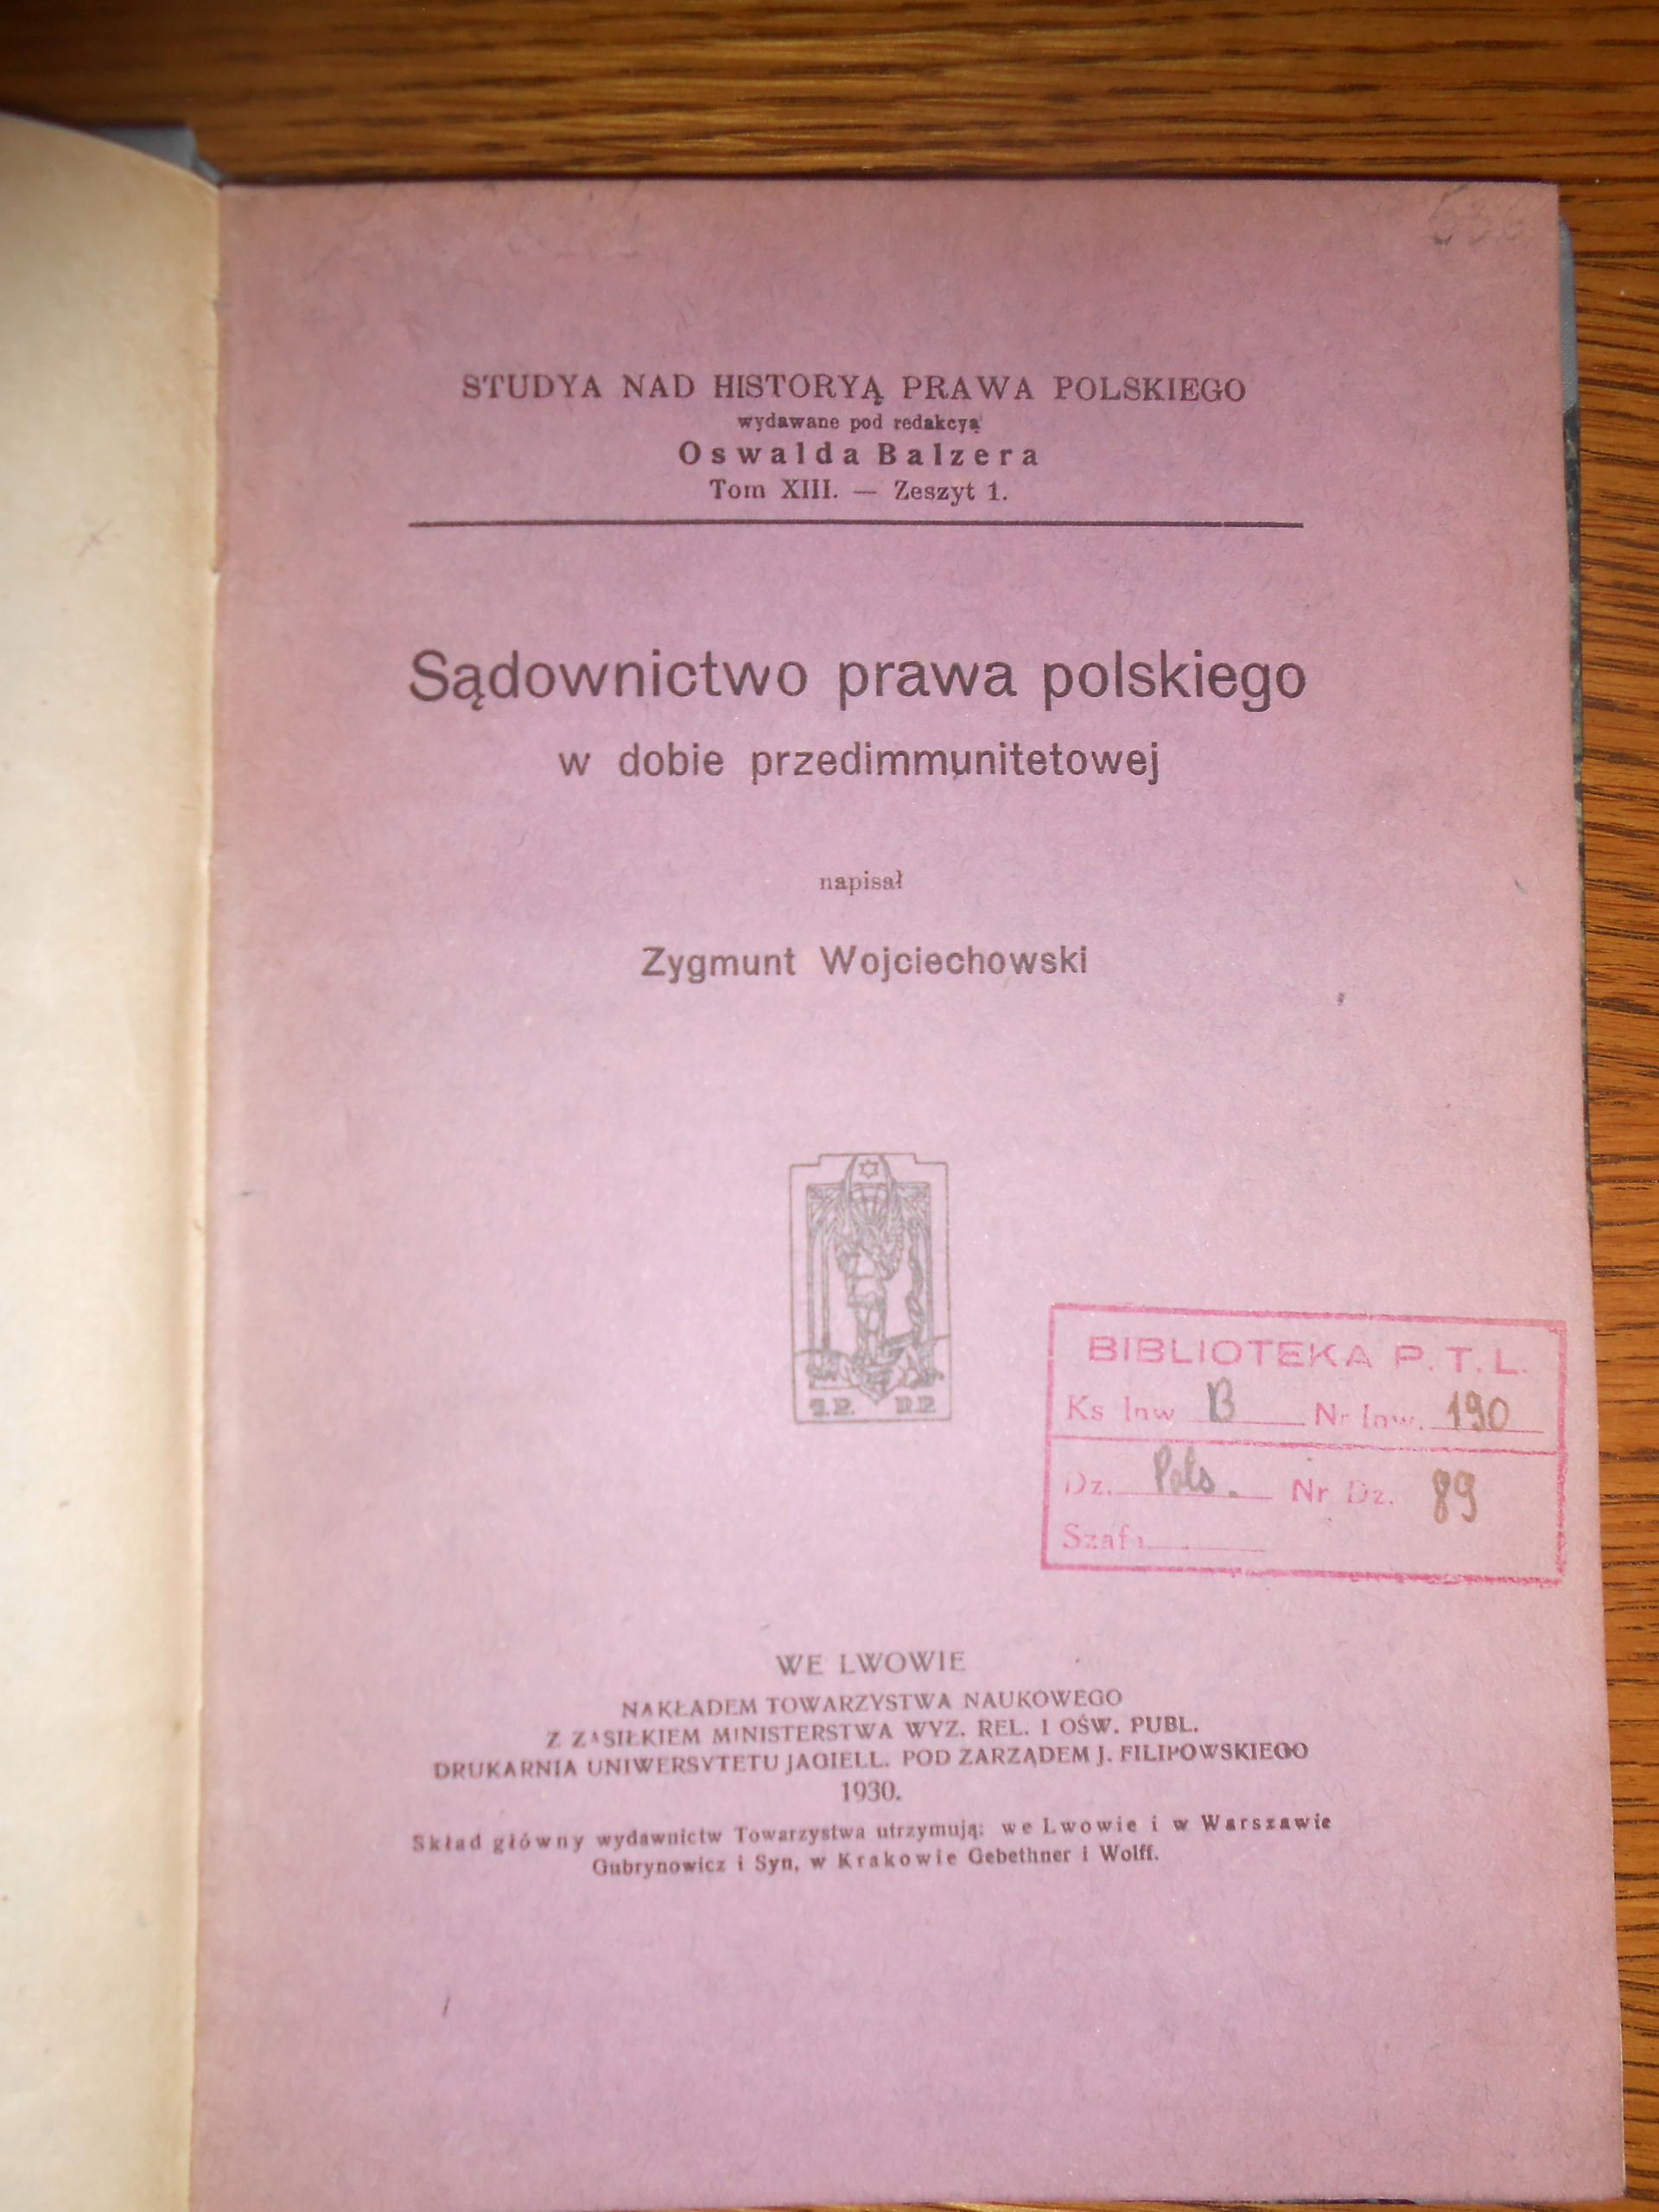 536
STUDYA NAD HISTORYĄ PRAWA POLSKIEGO
wydawane pod redakcyą
Oswalda Balzera
Tom XIII. — Zeszyt 1.
Sądownictwo prawa polskiego
w dobie przedimmunitetowej
napisał
Zygmunt Wojciechowski
BIBLIOTEKA P. T. L.
Ks Inw B Nr Inw. 190
Dz. Pols. Nr Dz. 89
Szafa
WE LWOWIE
NAKŁADEM TOWARZYSTWA NAUKOWEGO
Z ZASIŁKIEM MINISTERSTWA WYZ. REL. I OŚW. PUBL.
DRUKARNIA UNIWERSYTETU JAGIELL. POD ZARZĄDEM J. FILIPOWSKIEGO
1930.
Skład główny wydawnictw Towarzystwa utrzymują: we Lwowie i w Warszawie
Gubrynowicz i Syn, w Krakowie Gebethner i Wolff.